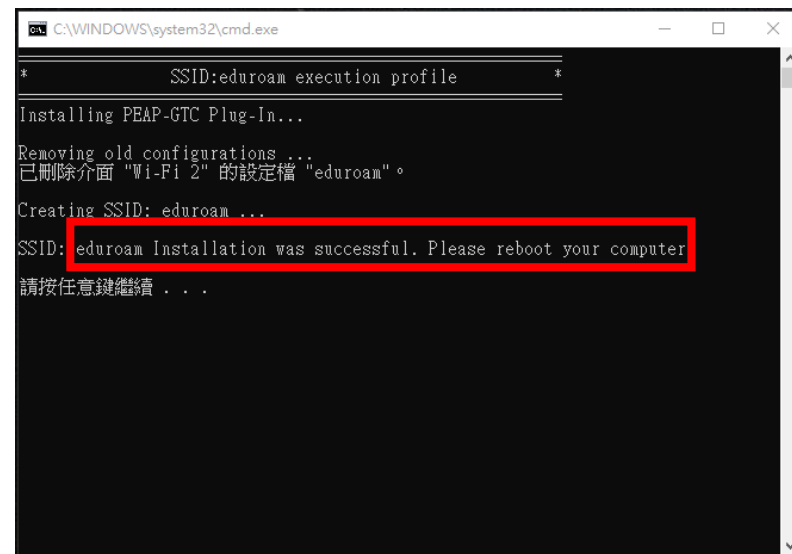 C:\WINDOWS\system32\cmd.exe
* SSID:eduroam execution profile *
Installing PEAP-GTC Plug-In...
Removing old configurations ...
已刪除介面 "Wi-Fi 2" 的設定檔 "eduroam"。
Creating SSID: eduroam ...
SSID: eduroam Installation was successful. Please reboot your computer
請按任意鍵繼續 . . .